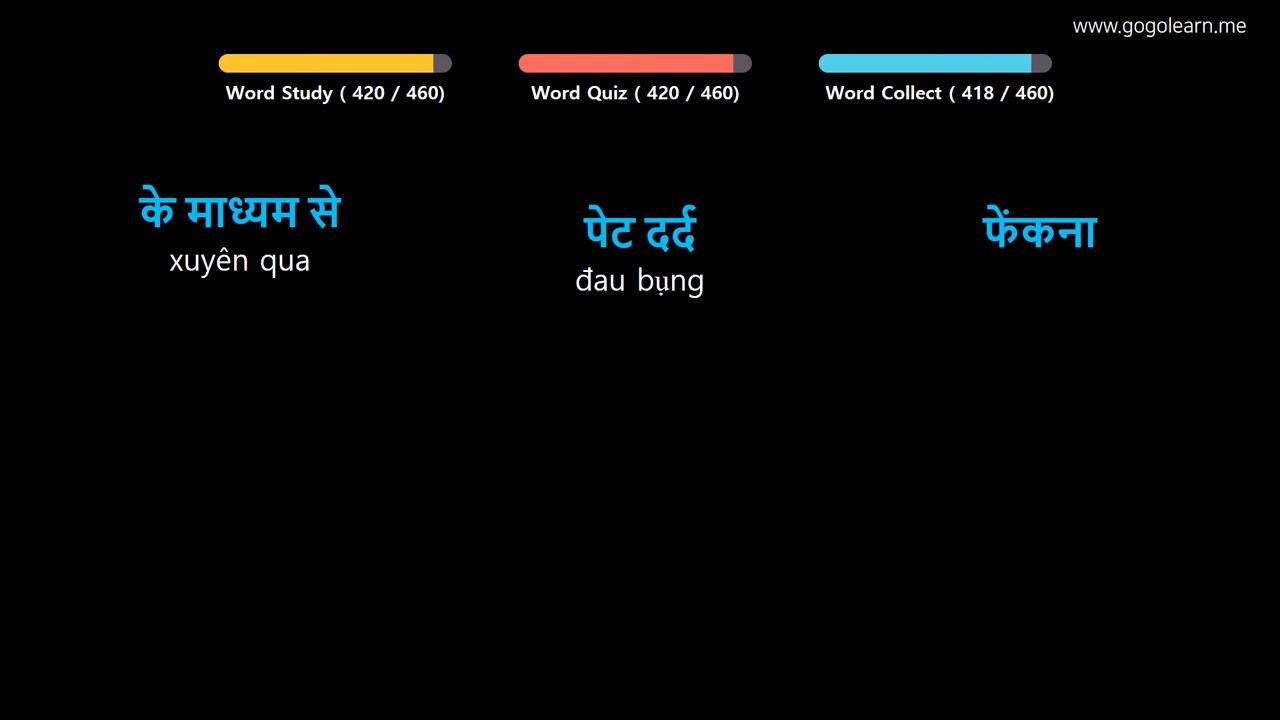 www.gogolearn.me
Word Study ( 420 / 460)
Word Quiz ( 420 / 460)
Word Collect ( 418 / 460)
के माध्यम से
xuyên qua
पेट दर्द
đau bụng
फेंकना